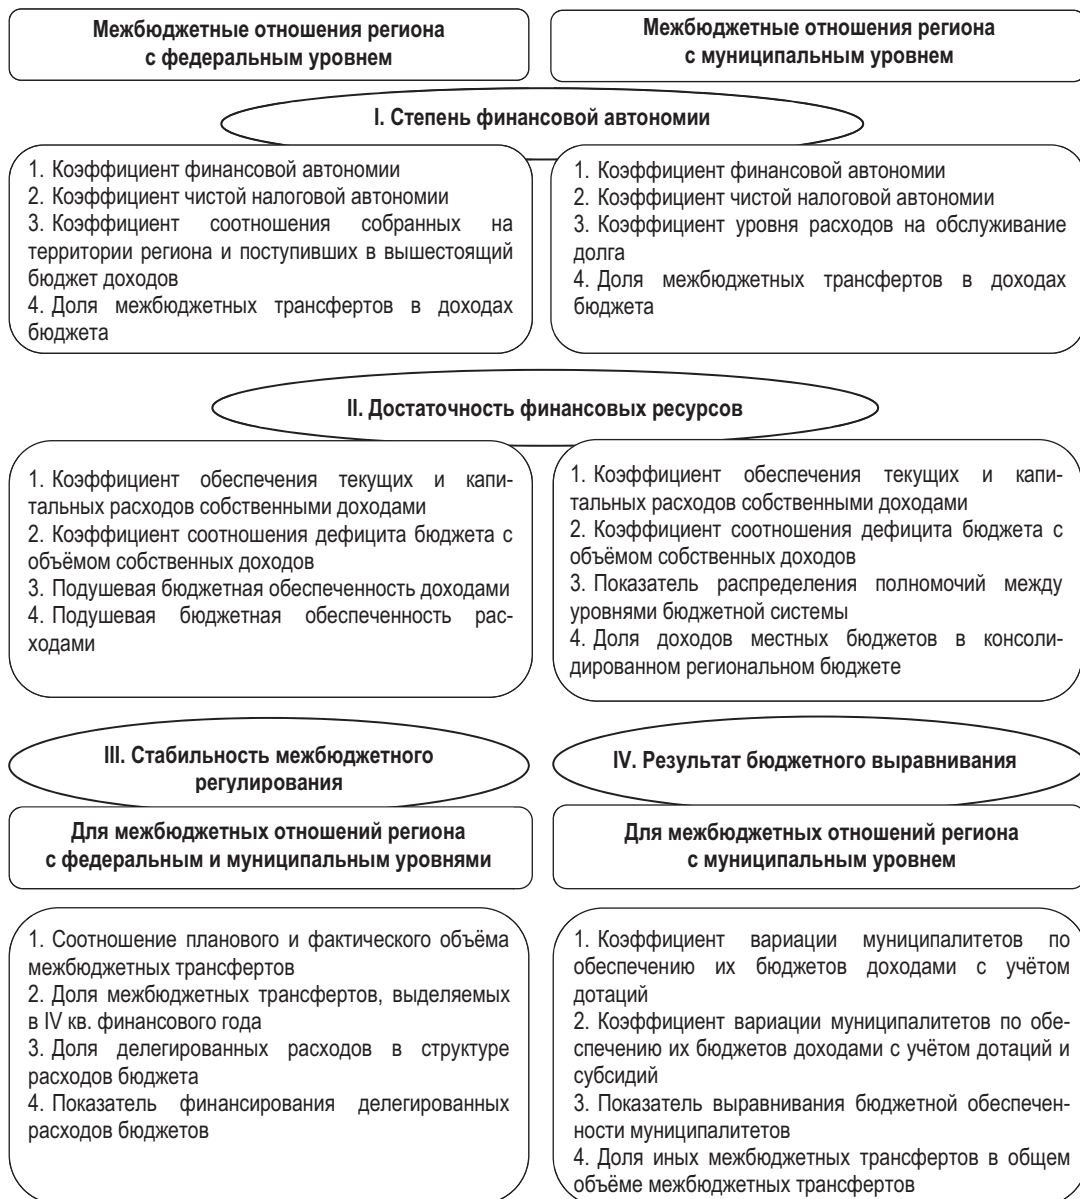 Межбюджетные отношения региона
с федеральным уровнем
Межбюджетные отношения региона
с муниципальным уровнем
I. Степень финансовой автономии
1. Коэффициент финансовой автономии
2. Коэффициент чистой налоговой автономии
3. Коэффициент соотношения собранных на
территории региона и поступивших в вышестоящий
бюджет доходов
4. Доля межбюджетных трансфертов в доходах
бюджета
1. Коэффициент финансовой автономии
2. Коэффициент чистой налоговой автономии
3. Коэффициент уровня расходов на обслуживание
долга
4. Доля межбюджетных трансфертов в доходах
бюджета
II. Достаточность финансовых ресурсов
1. Коэффициент обеспечения текущих и капи-
тальных расходов собственными доходами
2. Коэффициент соотношения дефицита бюджета с
объёмом собственных доходов
3. Подушевая бюджетная обеспеченность доходами
4. Подушевая бюджетная обеспеченность рас-
ходами
1. Коэффициент обеспечения текущих и капи-
тальных расходов собственными доходами
2. Коэффициент соотношения дефицита бюджета с
объёмом собственных доходов
3. Показатель распределения полномочий между
уровнями бюджетной системы
4. Доля доходов местных бюджетов в консоли-
дированном региональном бюджете
III. Стабильность межбюджетного
регулирования
IV. Результат бюджетного выравнивания
Для межбюджетных отношений региона
с федеральным и муниципальным уровнями
Для межбюджетных отношений региона
с муниципальным уровнем
1. Соотношение планового и фактического объёма
межбюджетных трансфертов
2. Доля межбюджетных трансфертов, выделяемых
в IV кв. финансового года
3. Доля делегированных расходов в структуре
расходов бюджета
4. Показатель финансирования делегированных
расходов бюджетов
1. Коэффициент вариации муниципалитетов по
обеспечению их бюджетов доходами с учётом
дотаций
2. Коэффициент вариации муниципалитетов по обе-
спечению их бюджетов доходами с учётом дотаций и
субсидий
3. Показатель выравнивания бюджетной обеспечен-
ности муниципалитетов
4. Доля иных межбюджетных трансфертов в общем
объёме межбюджетных трансфертов